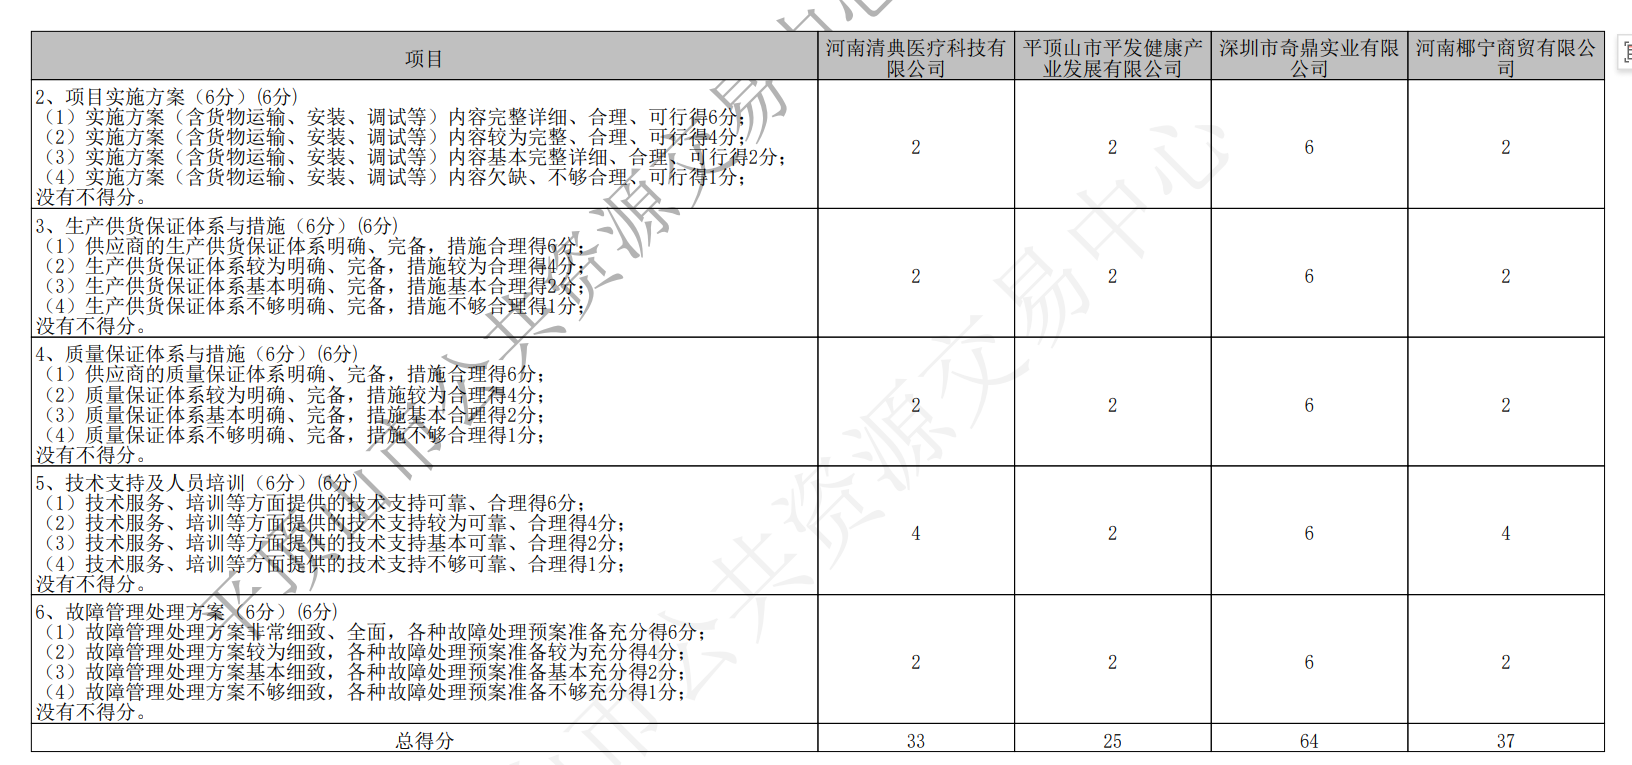 项目
河南清典医疗科技有
限公司
平顶山市平发健康产
业发展有限公司
深圳市奇鼎实业有限
公司
河南椰宁商贸有限公
司
2、项目实施方案（6分）(6分)
（1）实施方案（含货物运输、安装、调试等）内容完整详细、合理、可行得6分；
（2）实施方案（含货物运输、安装、调试等）内容较为完整、合理、可行得4分；
（3）实施方案（含货物运输、安装、调试等）内容基本完整详细、合理、可行得2分；
（4）实施方案（含货物运输、安装、调试等）内容欠缺、不够合理、可行得1分；
没有不得分。
2
2
6
2
3、生产供货保证体系与措施（6分）(6分)
（1）供应商的生产供货保证体系明确、完备，措施合理得6分；
（2）生产供货保证体系较为明确、完备，措施较为合理得4分；
（3）生产供货保证体系基本明确、完备，措施基本合理得2分；
（4）生产供货保证体系不够明确、完备，措施不够合理得1分；
没有不得分。
2
2
6
2
4、质量保证体系与措施（6分）(6分)
（1）供应商的质量保证体系明确、完备，措施合理得6分；
（2）质量保证体系较为明确、完备，措施较为合理得4分；
（3）质量保证体系基本明确、完备，措施基本合理得2分；
（4）质量保证体系不够明确、完备，措施不够合理得1分；
没有不得分。
2
2
6
2
5、技术支持及人员培训（6分）(6分)
（1）技术服务、培训等方面提供的技术支持可靠、合理得6分；
（2）技术服务、培训等方面提供的技术支持较为可靠、合理得4分；
（3）技术服务、培训等方面提供的技术支持基本可靠、合理得2分；
（4）技术服务、培训等方面提供的技术支持不够可靠、合理得1分；
没有不得分。
4
2
6
4
6、故障管理处理方案（6分）(6分)
（1）故障管理处理方案非常细致、全面，各种故障处理预案准备充分得6分；
（2）故障管理处理方案较为细致，各种故障处理预案准备较为充分得4分；
（3）故障管理处理方案基本细致，各种故障处理预案准备基本充分得2分；
（4）故障管理处理方案不够细致，各种故障处理预案准备不够充分得1分；
没有不得分。
2
2
6
2
总得分
33
25
64
37
平顶山市公共资源交易中心
山市公共资源交易中心